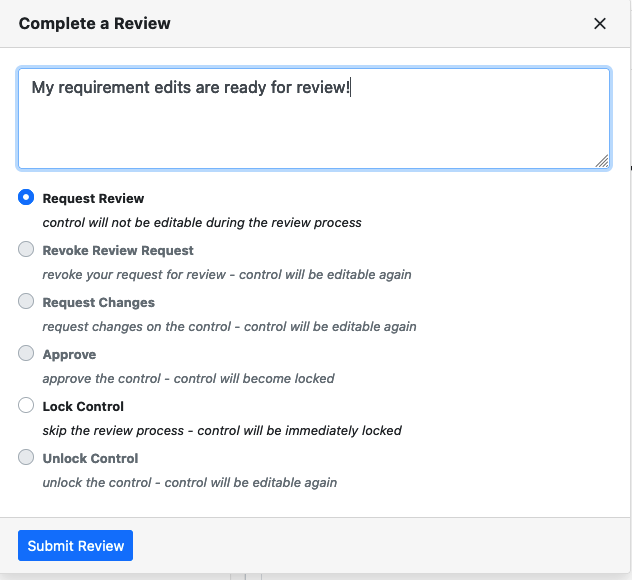 Complete a Review
My requirement edits are ready for review!
Request Review
control will not be editable during the review process
Revoke Review Request
revoke your request for review - control will be editable again
Request Changes
request changes on the control - control will be editable again
Approve
approve the control - control will become locked
Lock Control
skip the review process - control will be immediately locked
Unlock Control
unlock the control - control will be editable again
Submit Review